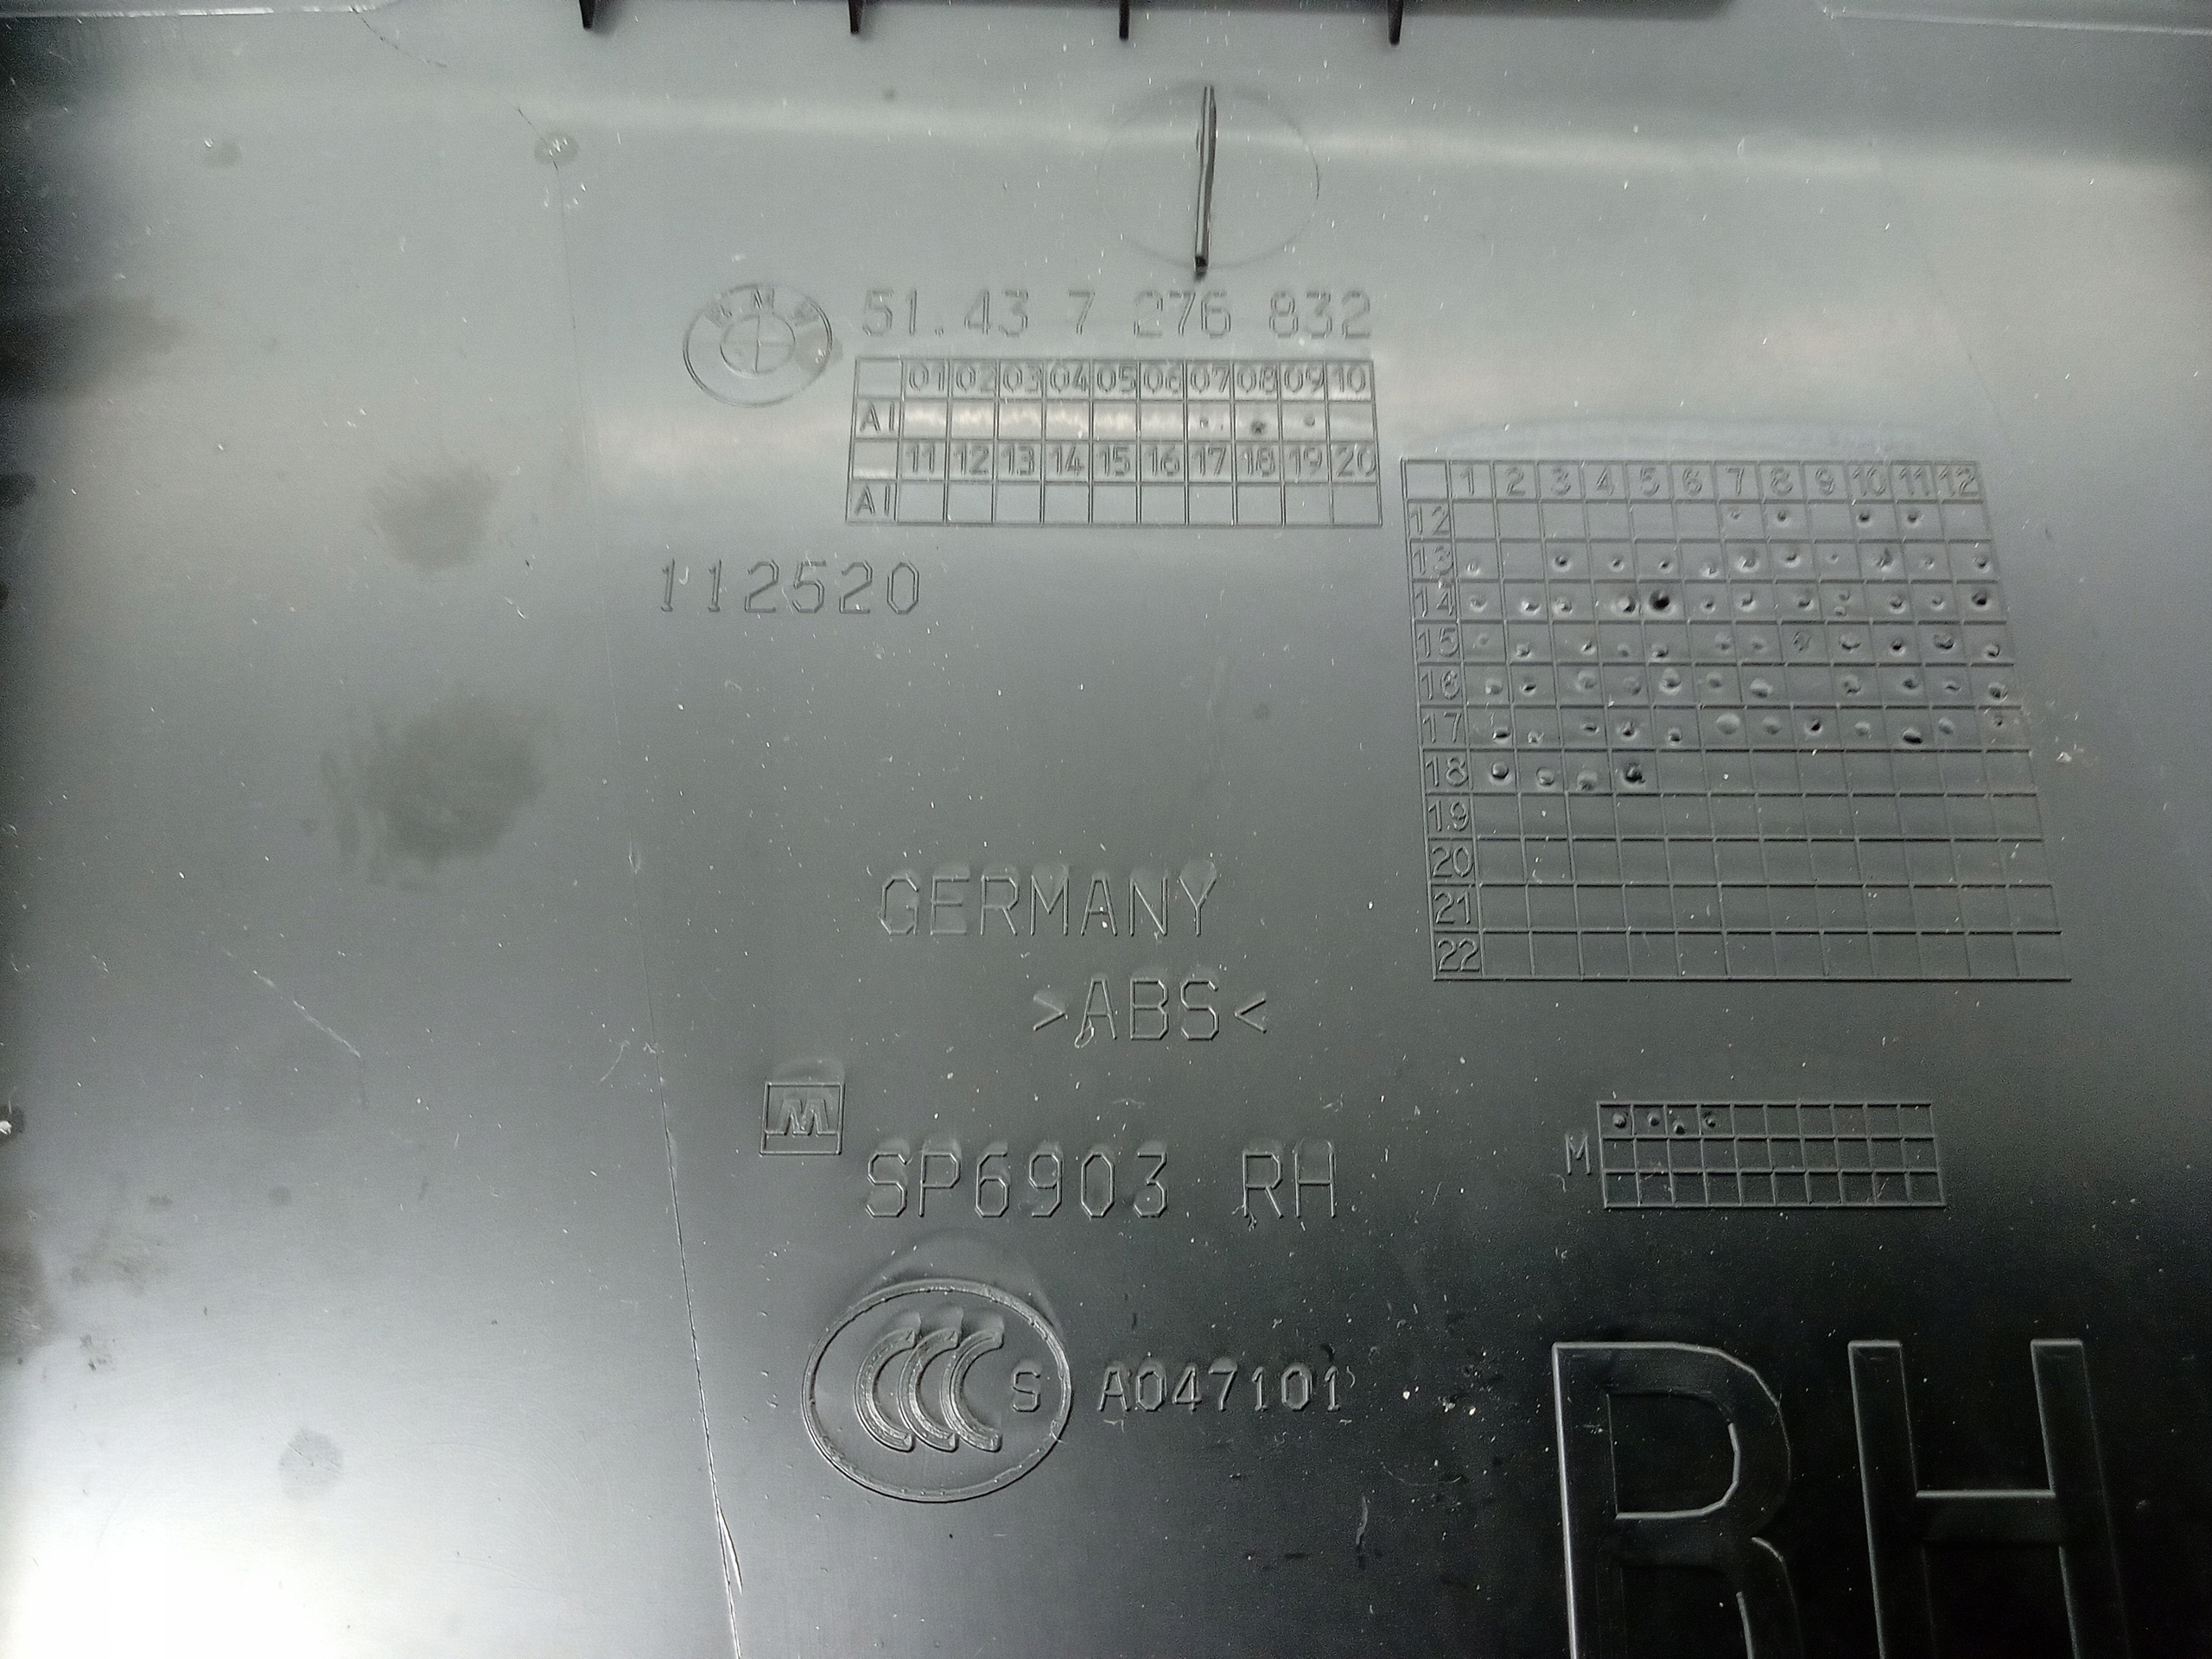 BMW
51.43 7 276 832
01 02 03 04 05 06 07 08 09 10
AI
11 12 13 14 15 16 17 18 19 20
AI
1 2 3 4 5 6 7 8 9 10 11 12
12
13
14
15
16
17
18
19
20
21
22
112520
GERMANY
>ABS<
M
SP6903 RH
M
CCC S A047101
RH